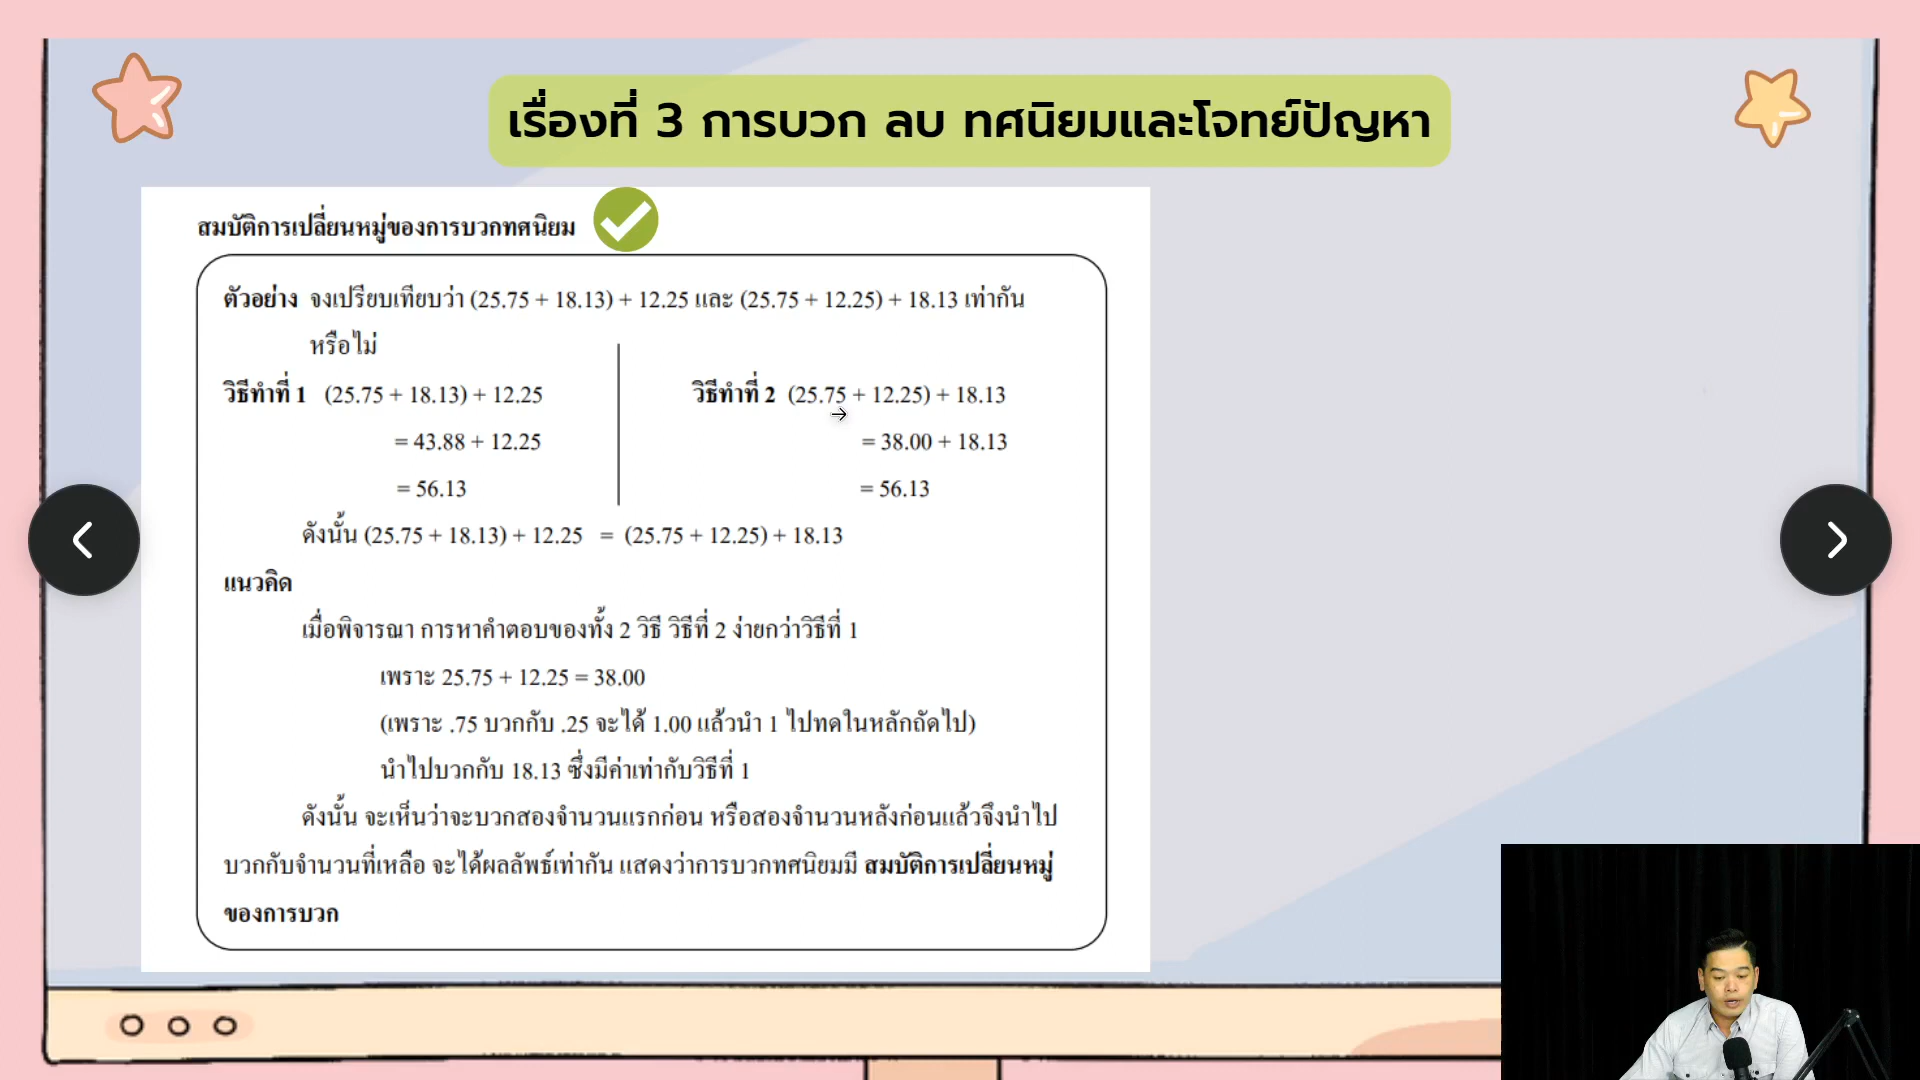 เรื่องที่ 3 การบวก ลบ ทศนิยมและโจทย์ปัญหา
สมบัติการเปลี่ยนหมู่ของการบวกทศนิยม
ตัวอย่าง จงเปรียบเทียบว่า (25.75 + 18.13) + 12.25 และ (25.75 + 12.25) + 18.13 เท่ากัน
หรือไม่
วิธีทำที่ 1 (25.75 + 18.13) + 12.25
= 43.88 + 12.25
= 56.13
วิธีทำที่ 2 (25.75 + 12.25) + 18.13
= 38.00 + 18.13
= 56.13
ดังนั้น (25.75 + 18.13) + 12.25 = (25.75 + 12.25) + 18.13
แนวคิด
เมื่อพิจารณา การหาคำตอบของทั้ง 2 วิธี วิธีที่ 2 ง่ายกว่าวิธีที่ 1
เพราะ 25.75 + 12.25 = 38.00
(เพราะ .75 บวกกับ .25 จะได้ 1.00 แล้วนำ 1 ไปทดในหลักถัดไป)
นำไปบวกกับ 18.13 ซึ่งมีค่าเท่ากับวิธีที่ 1
ดังนั้น จะเห็นว่าจะบวกสองจำนวนแรกก่อน หรือสองจำนวนหลังก่อนแล้วจึงนำไป
บวกกับจำนวนที่เหลือ จะได้ผลลัพธ์เท่ากัน แสดงว่าการบวกทศนิยมมี สมบัติการเปลี่ยนหมู่
ของการบวก